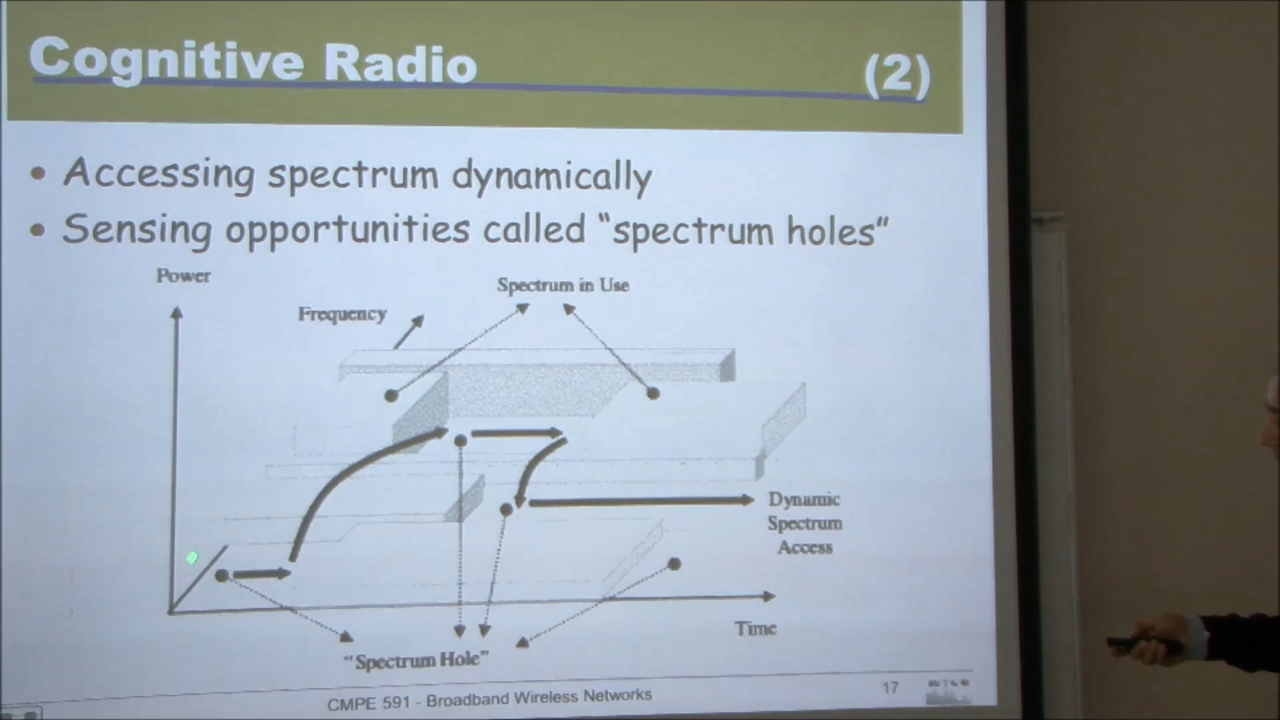 Cognitive Radio (2)
• Accessing spectrum dynamically
• Sensing opportunities called “spectrum holes”
Power
Spectrum in Use
Frequency
Dynamic
Spectrum
Access
Time
“Spectrum Hole”
CMPE 591 - Broadband Wireless Networks
17